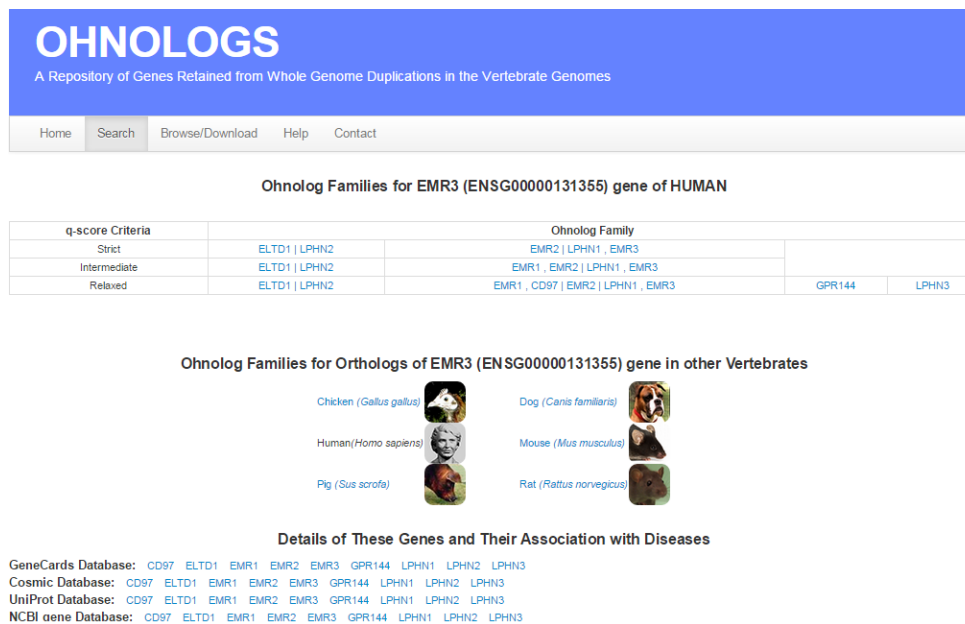 OHNOLOGS
A Repository of Genes Retained from Whole Genome Duplications in the Vertebrate Genomes
Home Search Browse/Download Help Contact
Ohnolog Families for EMR3 (ENSG00000131355) gene of HUMAN
q-score Criteria Ohnolog Family
Strict ELTD1 | LPHN2 EMR2 | LPHN1 , EMR3
Intermediate ELTD1 | LPHN2 EMR1 , EMR2 | LPHN1 , EMR3
Relaxed ELTD1 | LPHN2 EMR1 , CD97 | EMR2 | LPHN1 , EMR3 GPR144 LPHN3
Ohnolog Families for Orthologs of EMR3 (ENSG00000131355) gene in other Vertebrates
Chicken (Gallus gallus) Dog (Canis familiaris)
Human(Homo sapiens) Mouse (Mus musculus)
Pig (Sus scrofa) Rat (Rattus norvegicus)
Details of These Genes and Their Association with Diseases
GeneCards Database: CD97 ELTD1 EMR1 EMR2 EMR3 GPR144 LPHN1 LPHN2 LPHN3
Cosmic Database: CD97 ELTD1 EMR1 EMR2 EMR3 GPR144 LPHN1 LPHN2 LPHN3
UniProt Database: CD97 ELTD1 EMR1 EMR2 EMR3 GPR144 LPHN1 LPHN2 LPHN3
NCBI gene Database: CD97 ELTD1 EMR1 EMR2 EMR3 GPR144 LPHN1 LPHN2 LPHN3